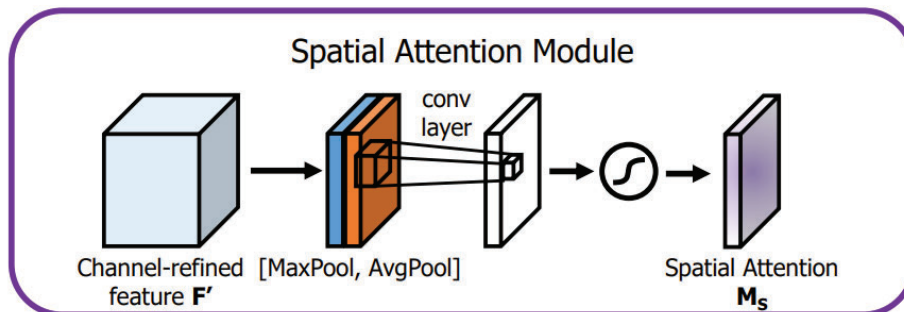 Spatial Attention Module
conv
layer
Channel-refined
feature F′
[MaxPool, AvgPool]
Spatial Attention
Ms